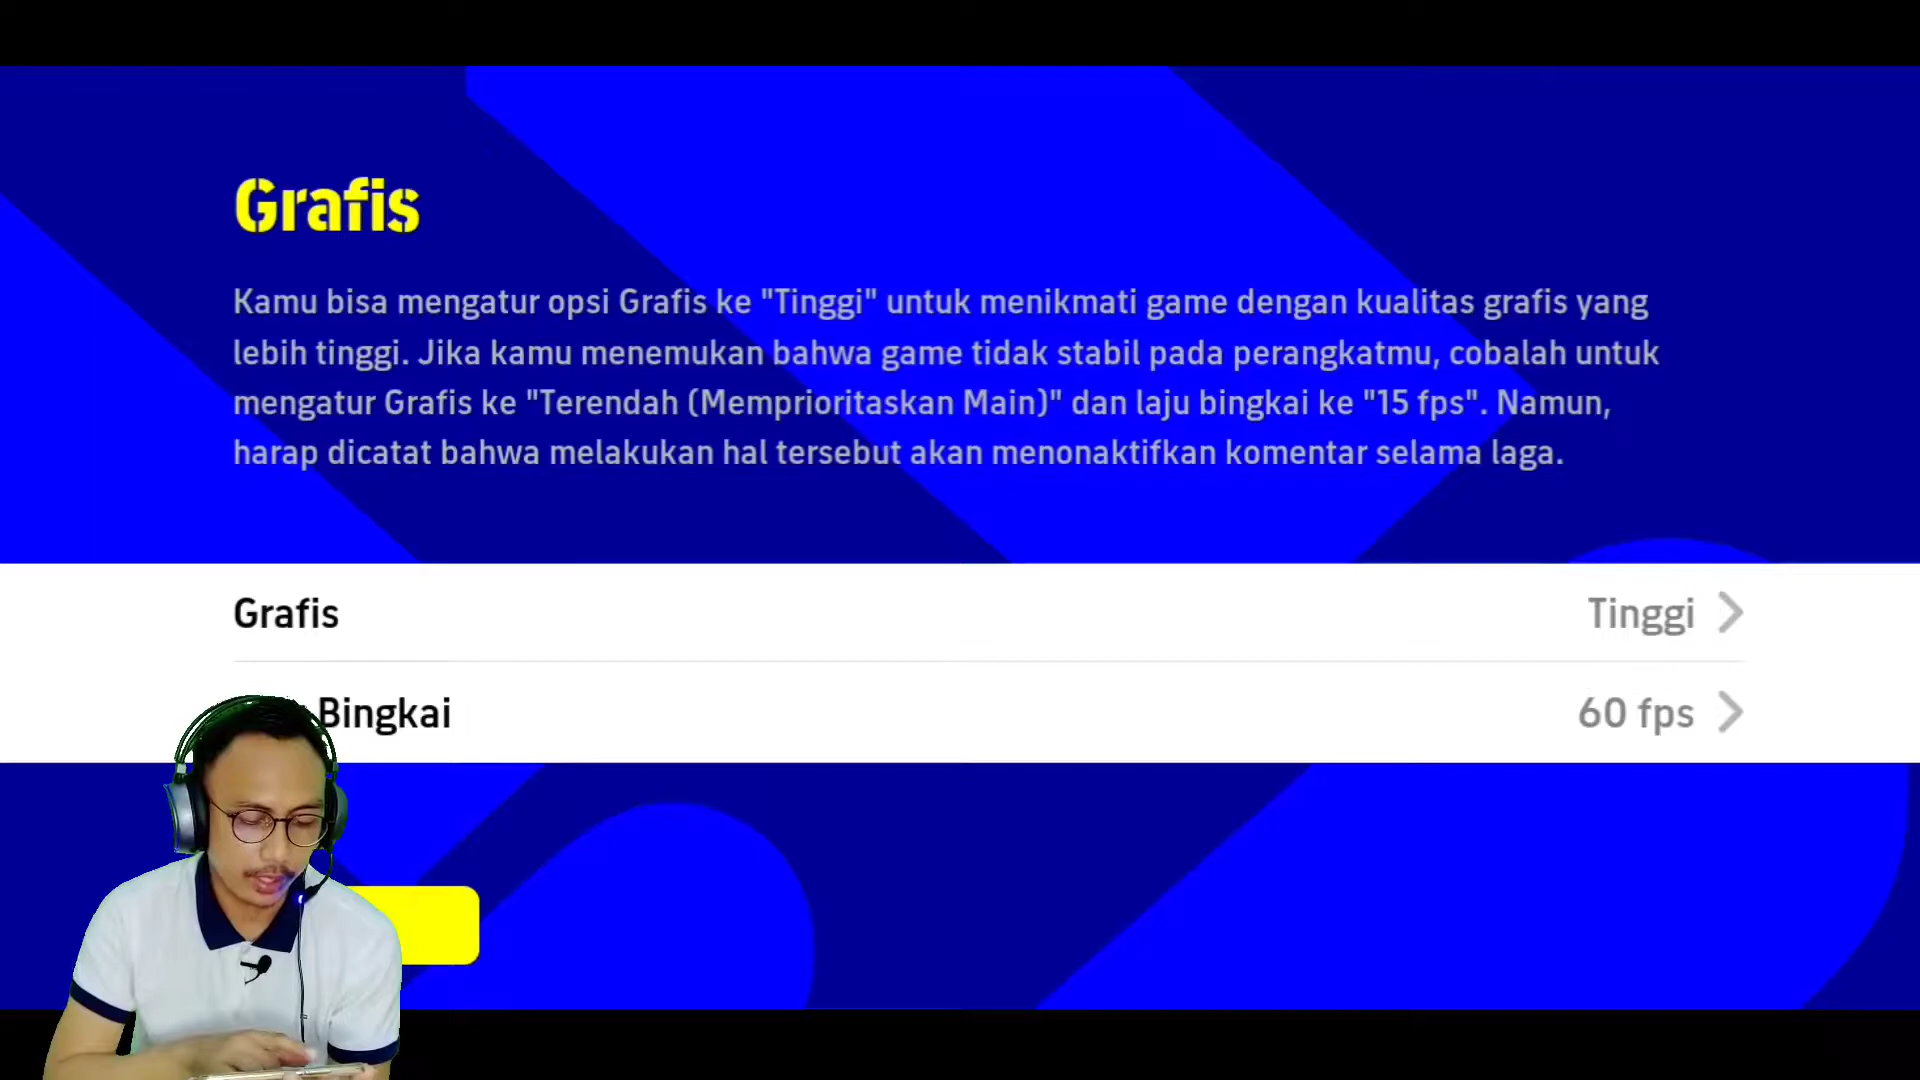 Grafis
Kamu bisa mengatur opsi Grafis ke "Tinggi" untuk menikmati game dengan kualitas grafis yang
lebih tinggi. Jika kamu menemukan bahwa game tidak stabil pada perangkatmu, cobalah untuk
mengatur Grafis ke "Terendah (Memprioritaskan Main)" dan laju bingkai ke "15 fps". Namun,
harap dicatat bahwa melakukan hal tersebut akan menonaktifkan komentar selama laga.
Grafis Tinggi
Bingkai 60 fps